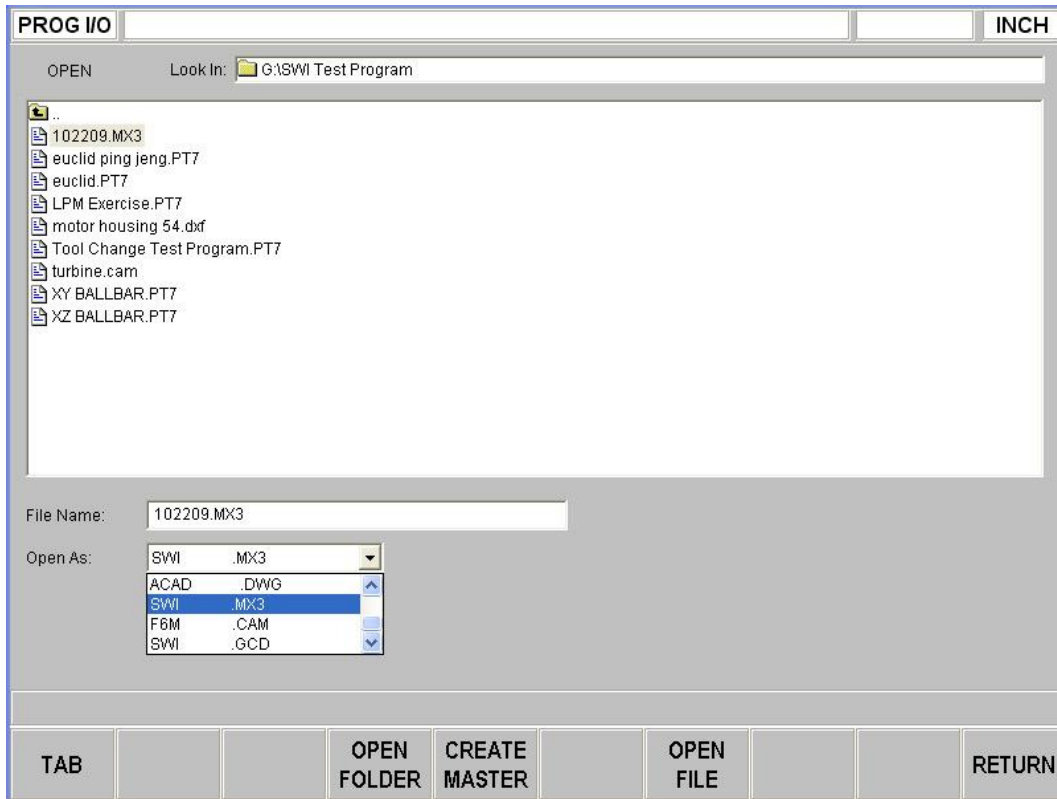 PROG I/O INCH
OPEN Look In: G:\SWI Test Program
..
102209.MX3
euclid ping jeng.PT7
euclid.PT7
LPM Exercise.PT7
motor housing 54.dxf
Tool Change Test Program.PT7
turbine.cam
XY BALLBAR.PT7
XZ BALLBAR.PT7
File Name: 102209.MX3
Open As: SWI .MX3
ACAD .DWG
SWI .MX3
F6M .CAM
SWI .GCD
TAB OPEN FOLDER CREATE MASTER OPEN FILE RETURN